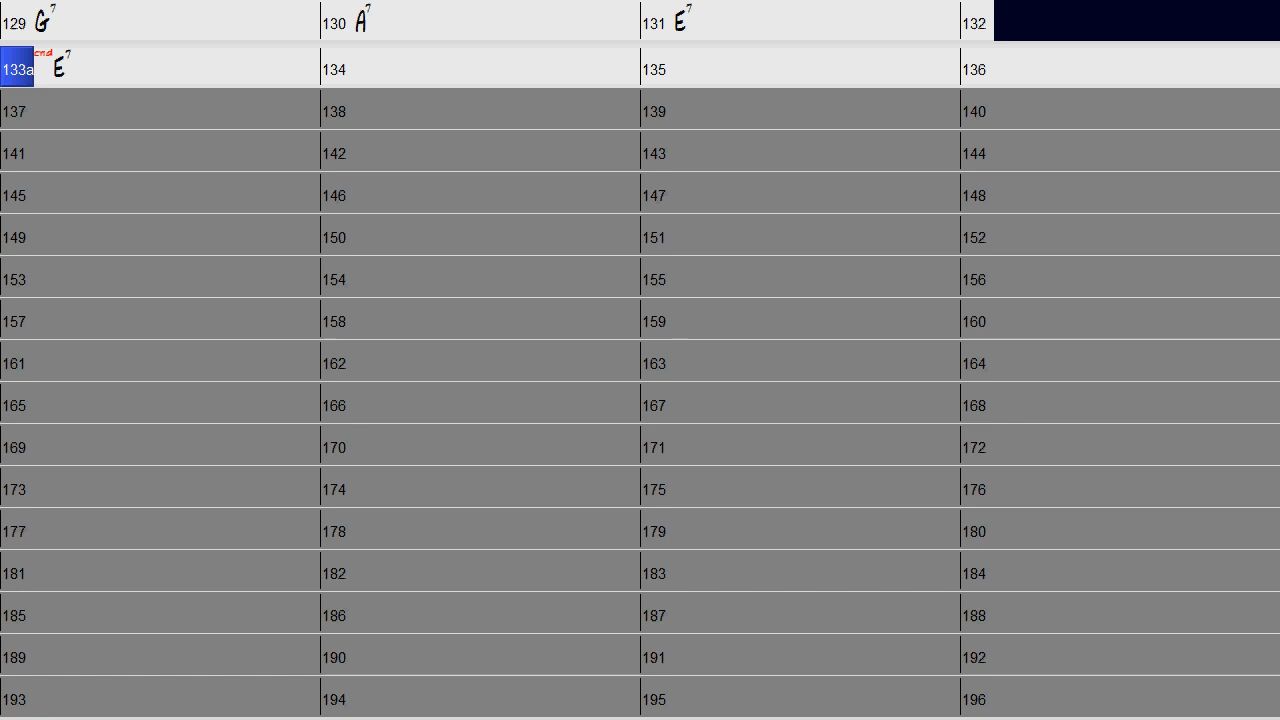 129 G7 130 A7 131 E7 132
133a end E7 134 135 136
137 138 139 140
141 142 143 144
145 146 147 148
149 150 151 152
153 154 155 156
157 158 159 160
161 162 163 164
165 166 167 168
169 170 171 172
173 174 175 176
177 178 179 180
181 182 183 184
185 186 187 188
189 190 191 192
193 194 195 196